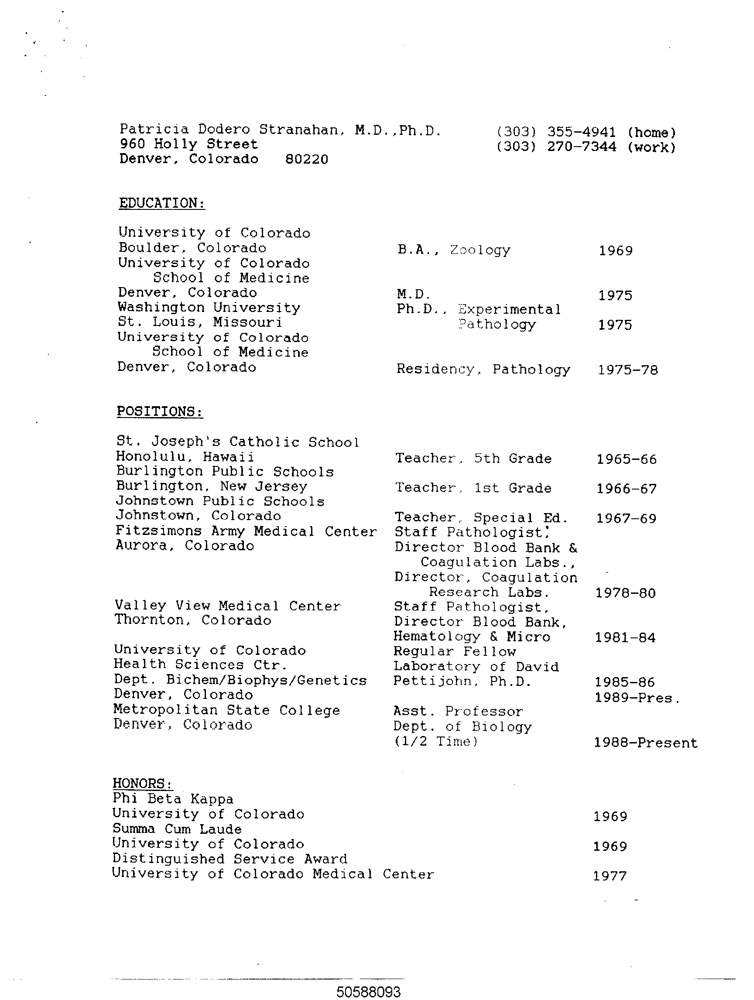 Patricia Dodero Stranahan, M.D.,Ph.D. (303) 355-4941 (home)
960 Holly Street (303) 270-7344 (work)
Denver, Colorado 80220
EDUCATION:
University of Colorado
Boulder, Colorado B.A., Zoology 1969
University of Colorado
School of Medicine
Denver, Colorado M.D. 1975
Washington University Ph.D., Experimental
St. Louis, Missouri Pathology 1975
University of Colorado
School of Medicine
Denver, Colorado Residency, Pathology 1975-78
POSITIONS:
St. Joseph's Catholic School
Honolulu, Hawaii Teacher, 5th Grade 1965-66
Burlington Public Schools
Burlington, New Jersey Teacher, 1st Grade 1966-67
Johnstown Public Schools
Johnstown, Colorado Teacher, Special Ed. 1967-69
Fitzsimons Army Medical Center Staff Pathologist,
Aurora, Colorado Director Blood Bank &
Coagulation Labs.,
Director, Coagulation
Research Labs. 1978-80
Valley View Medical Center Staff Pathologist,
Thornton, Colorado Director Blood Bank,
Hematology & Micro 1981-84
University of Colorado Regular Fellow
Health Sciences Ctr. Laboratory of David
Dept. Bichem/Biophys/Genetics Pettijohn, Ph.D. 1985-86
Denver, Colorado 1989-Pres.
Metropolitan State College Asst. Professor
Denver, Colorado Dept. of Biology
(1/2 Time) 1988-Present
HONORS:
Phi Beta Kappa
University of Colorado 1969
Summa Cum Laude
University of Colorado 1969
Distinguished Service Award
University of Colorado Medical Center 1977
50588093